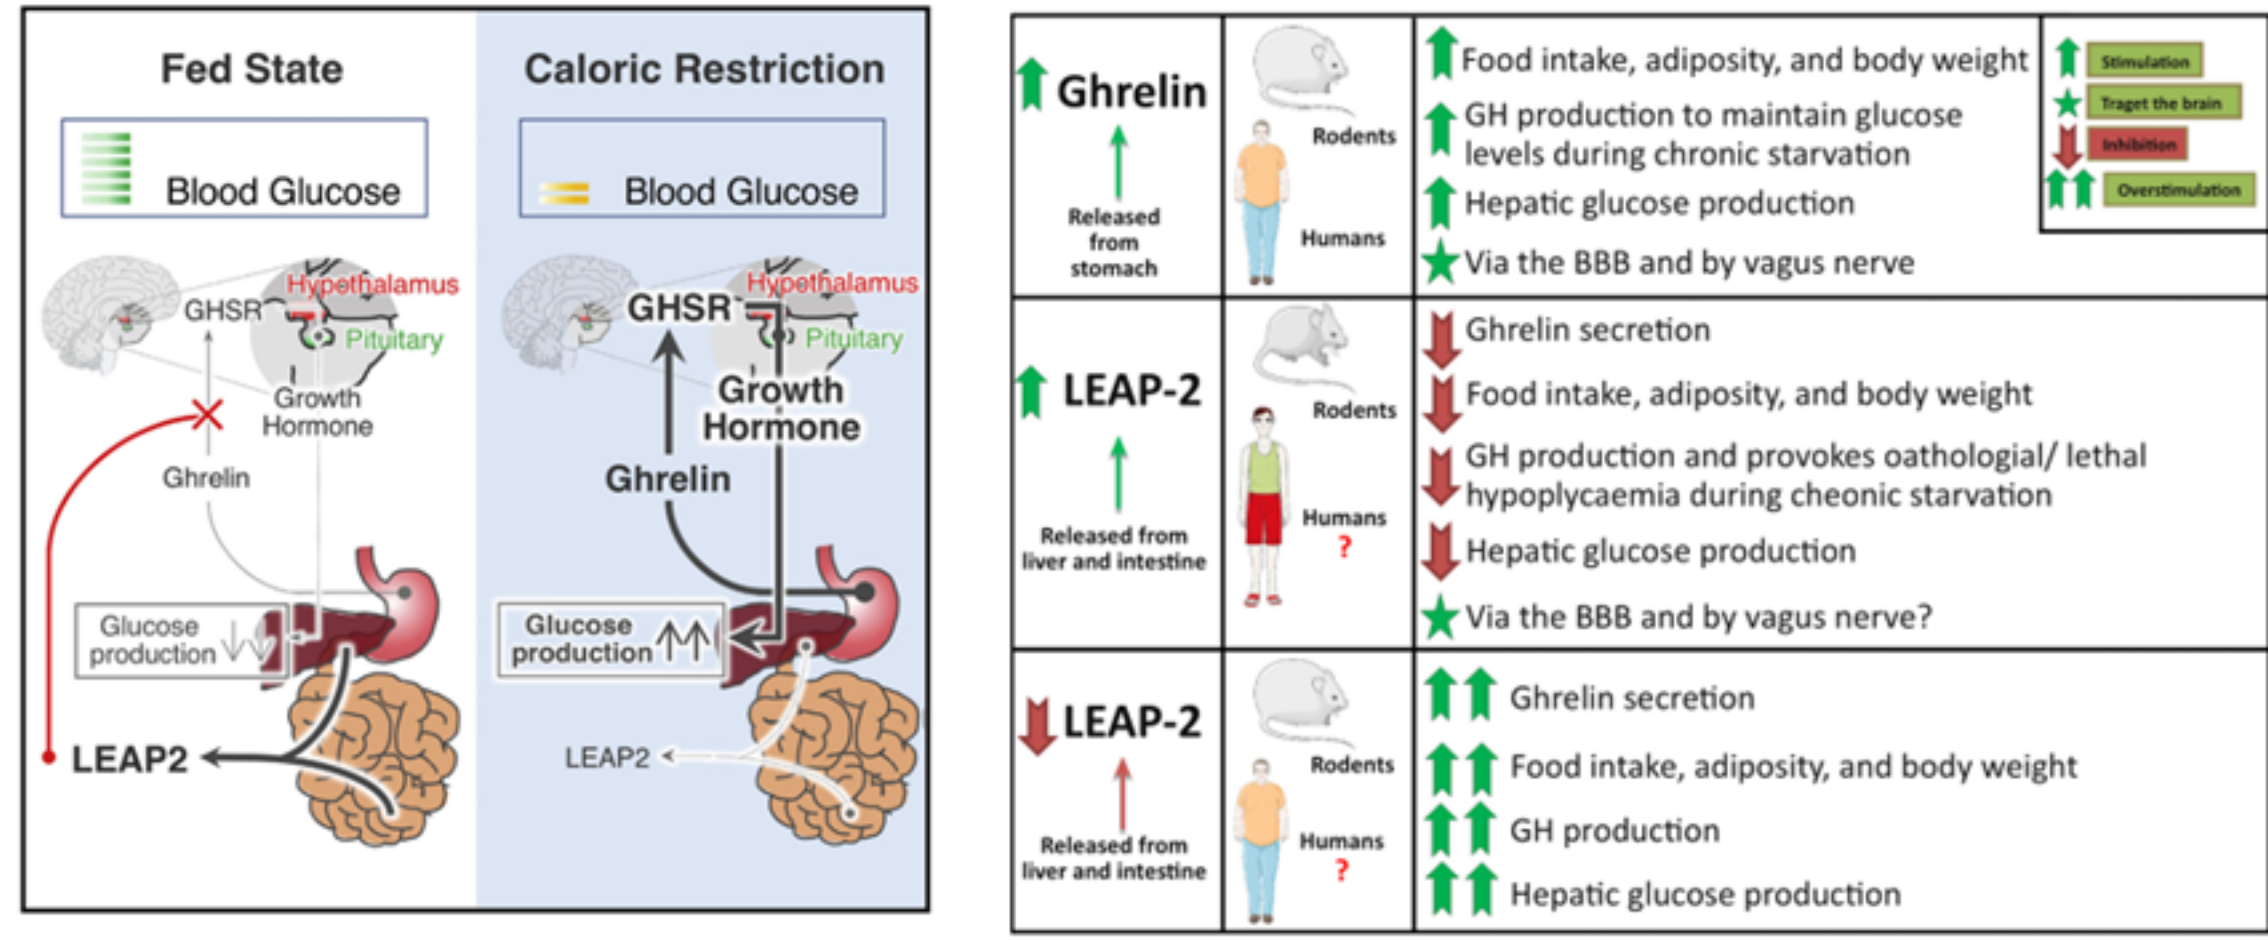 Fed State
Blood Glucose
Hypothalamus
GHSR
Pituitary
Growth
Hormone
Ghrelin
Glucose
production
LEAP2
Caloric Restriction
Blood Glucose
Hypothalamus
GHSR
Pituitary
Growth
Hormone
Ghrelin
Glucose
production
LEAP2
Ghrelin
Released
from
stomach
Rodents
Humans
Food intake, adiposity, and body weight
GH production to maintain glucose
levels during chronic starvation
Hepatic glucose production
Via the BBB and by vagus nerve
Stimulation
Traget the brain
Inhibition
Overstimulation
LEAP-2
Released from
liver and intestine
Rodents
Humans
?
Ghrelin secretion
Food intake, adiposity, and body weight
GH production and provokes oathologial/ lethal
hypoplycaemia during cheonic starvation
Hepatic glucose production
Via the BBB and by vagus nerve?
LEAP-2
Released from
liver and intestine
Rodents
Humans
?
Ghrelin secretion
Food intake, adiposity, and body weight
GH production
Hepatic glucose production